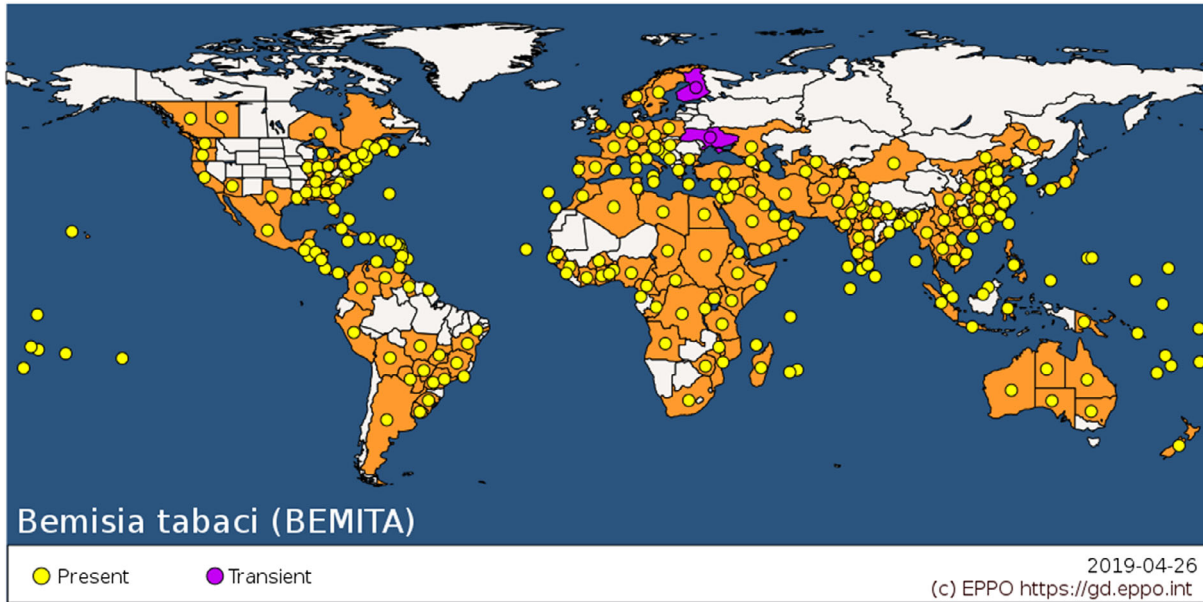 Bemisia tabaci (BEMITA)
Present
Transient
2019-04-26
(c) EPPO https://gd.eppo.int